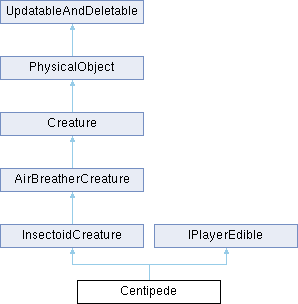 UpdatableAndDeletable
PhysicalObject
Creature
AirBreatherCreature
InsectoidCreature
IPlayerEdible
Centipede